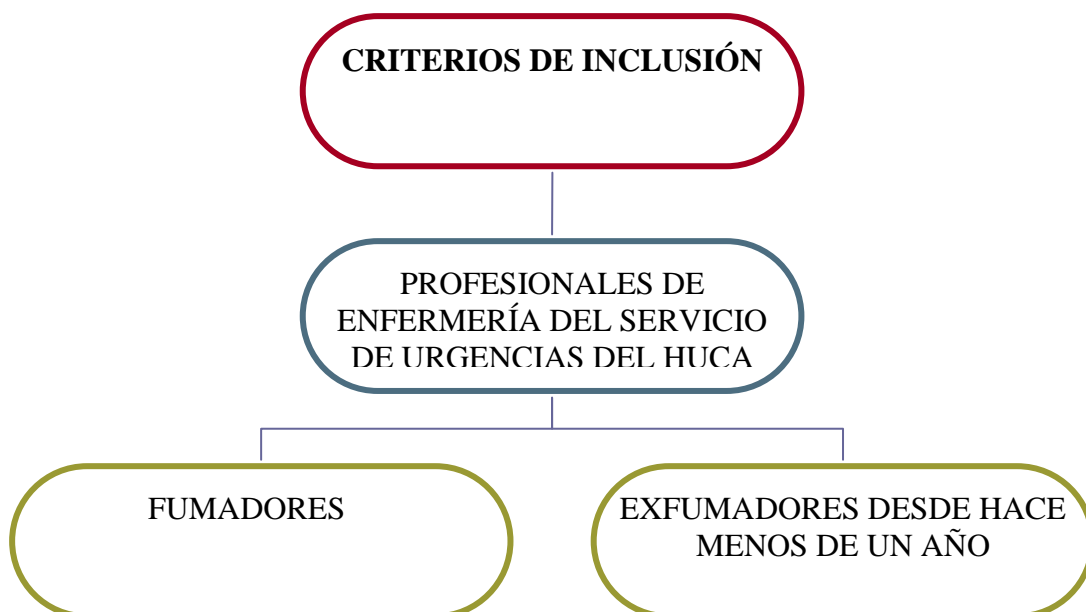 CRITERIOS DE INCLUSIÓN
PROFESIONALES DE
ENFERMERÍA DEL SERVICIO
DE URGENCIAS DEL HUCA
FUMADORES
EXFUMADORES DESDE HACE
MENOS DE UN AÑO